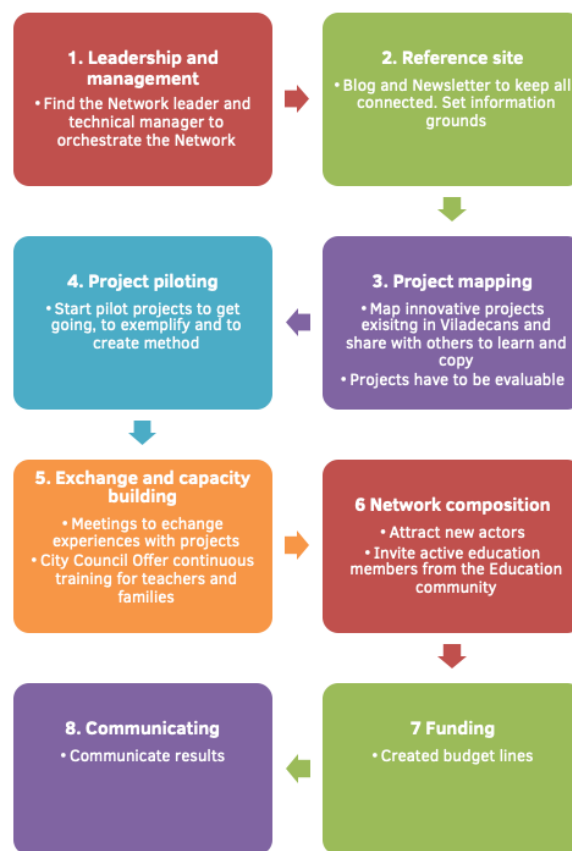 1. Leadership and
management
• Find the Network leader and
technical manager to
orchestrate the Network
2. Reference site
• Blog and Newsletter to keep all
connected. Set information
grounds
3. Project mapping
• Map innovative projects
exisitng in Viladecans and
share with others to learn and
copy
• Projects have to be evaluable
4. Project piloting
• Start pilot projects to get
going, to exemplify and to
create method
5. Exchange and capacity
building
• Meetings to echange
experiences with projects
• City Council Offer continuous
training for teachers and
families
6 Network composition
• Attract new actors
• Invite active education
members from the Education
community
7 Funding
• Created budget lines
8. Communicating
• Communicate results